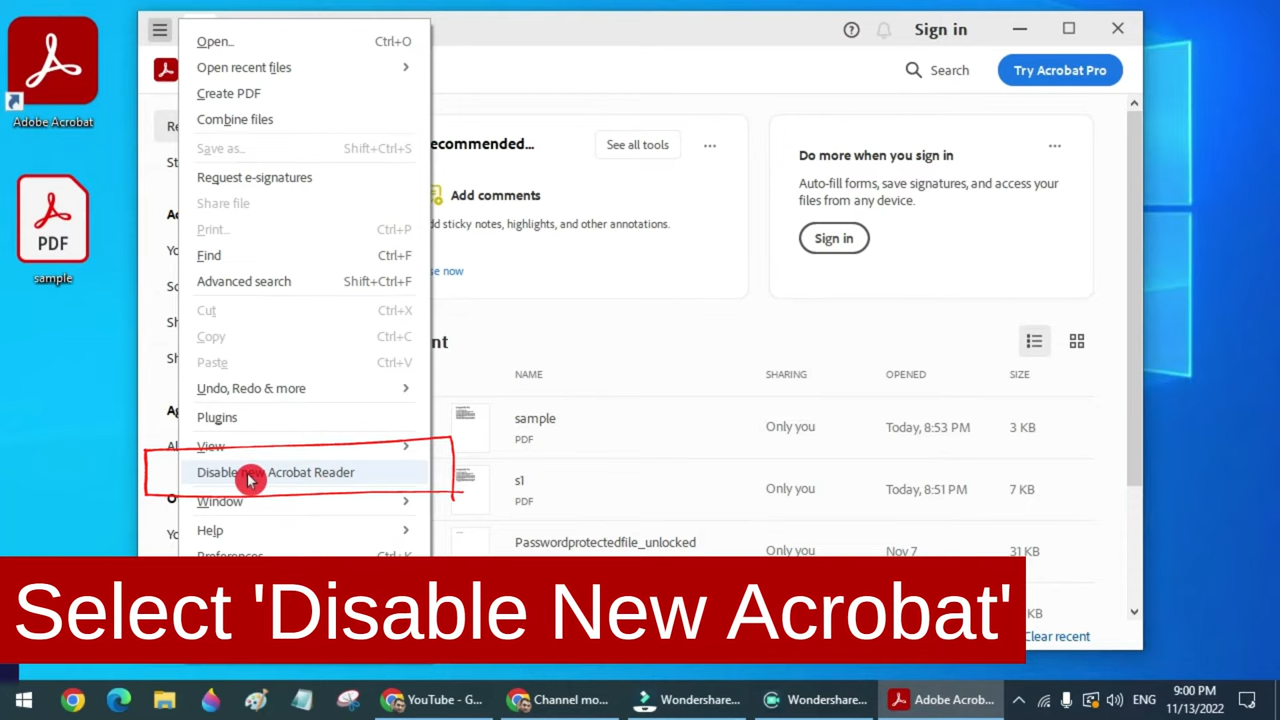 Adobe Acrobat
PDF
sample
Open... Ctrl+O
Open recent files
Create PDF
Combine files
Save as... Shift+Ctrl+S
Request e-signatures
Share file
Print... Ctrl+P
Find Ctrl+F
Advanced search Shift+Ctrl+F
Cut Ctrl+X
Copy Ctrl+C
Paste Ctrl+V
Undo, Redo & more
Plugins
View
Disable new Acrobat Reader
Window
Help
Preferences Ctrl+K
Sign in
Search
Try Acrobat Pro
ecommended...
See all tools
Add comments
dd sticky notes, highlights, and other annotations.
se now
Do more when you sign in
Auto-fill forms, save signatures, and access your
files from any device.
Sign in
nt
NAME SHARING OPENED SIZE
sample Only you Today, 8:53 PM 3 KB
PDF
s1 Only you Today, 8:51 PM 7 KB
PDF
Passwordprotectedfile_unlocked Only you Nov 7 31 KB
KB
Clear recent
Select 'Disable New Acrobat'
YouTube - G...
Channel mo...
Wondershare...
Wondershare...
Adobe Acrob...
ENG
9:00 PM
11/13/2022